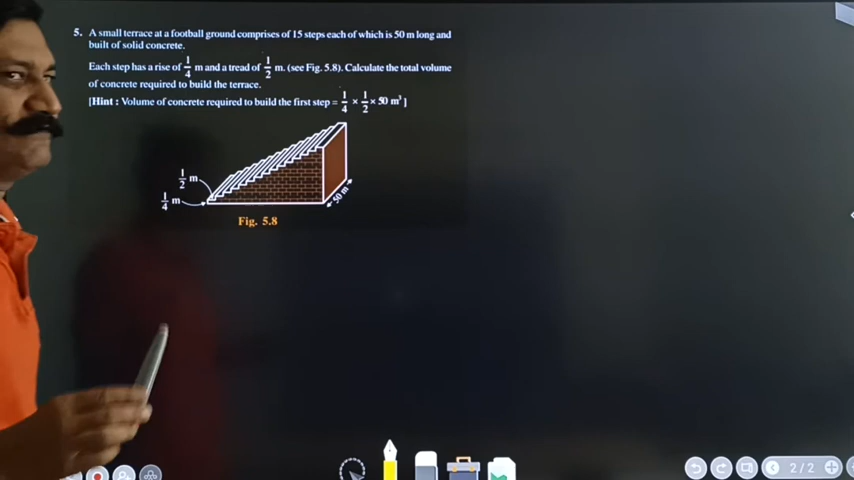 5. A small terrace at a football ground comprises of 15 steps each of which is 50 m long and
built of solid concrete.
Each step has a rise of 1/4 m and a tread of 1/2 m. (see Fig. 5.8). Calculate the total volume
of concrete required to build the terrace.
[Hint : Volume of concrete required to build the first step = 1/4 × 1/2 × 50 m³ ]
1/2 m
1/4 m
50 m
Fig. 5.8
2/2